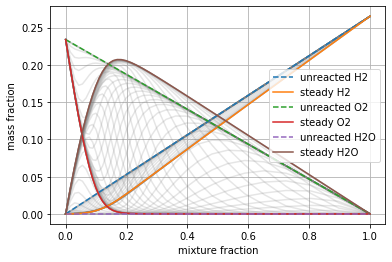 0.25
0.20
0.15
0.10
0.05
0.00
mass fraction
unreacted H2
steady H2
unreacted O2
steady O2
unreacted H2O
steady H2O
0.0 0.2 0.4 0.6 0.8 1.0
mixture fraction